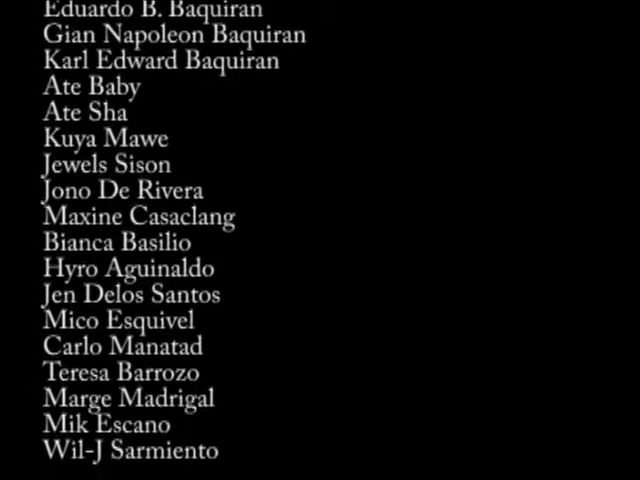 Eduardo B. Baquiran
Gian Napoleon Baquiran
Karl Edward Baquiran
Ate Baby
Ate Sha
Kuya Mawe
Jewels Sison
Jono De Rivera
Maxine Casaclang
Bianca Basilio
Hyro Aguinaldo
Jen Delos Santos
Mico Esquivel
Carlo Manatad
Teresa Barrozo
Marge Madrigal
Mik Escano
Wil-J Sarmiento